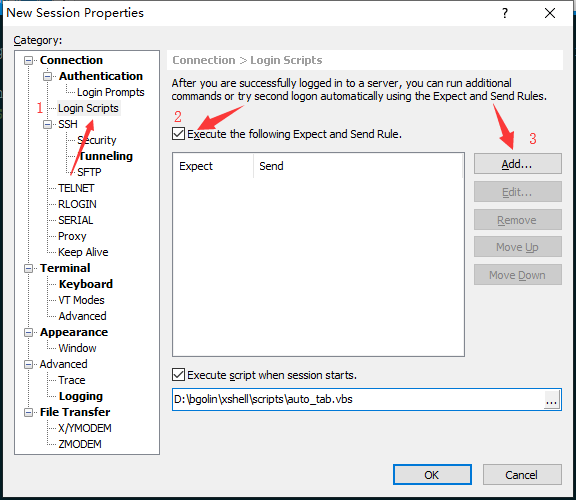 New Session Properties
Category:
Connection
Authentication
Login Prompts
1
Login Scripts
SSH
Security
Tunneling
SFTP
TELNET
RLOGIN
SERIAL
Proxy
Keep Alive
Terminal
Keyboard
VT Modes
Advanced
Appearance
Window
Advanced
Trace
Logging
File Transfer
X/YMODEM
ZMODEM
Connection > Login Scripts
After you are successfully logged in to a server, you can run additional
commands or try second logon automatically using the Expect and Send Rules.
2
Execute the following Expect and Send Rule.
3
Expect Send
Add...
Edit...
Remove
Move Up
Move Down
Execute script when session starts.
D:\bgolin\xshell\scripts\auto_tab.vbs
...
OK Cancel